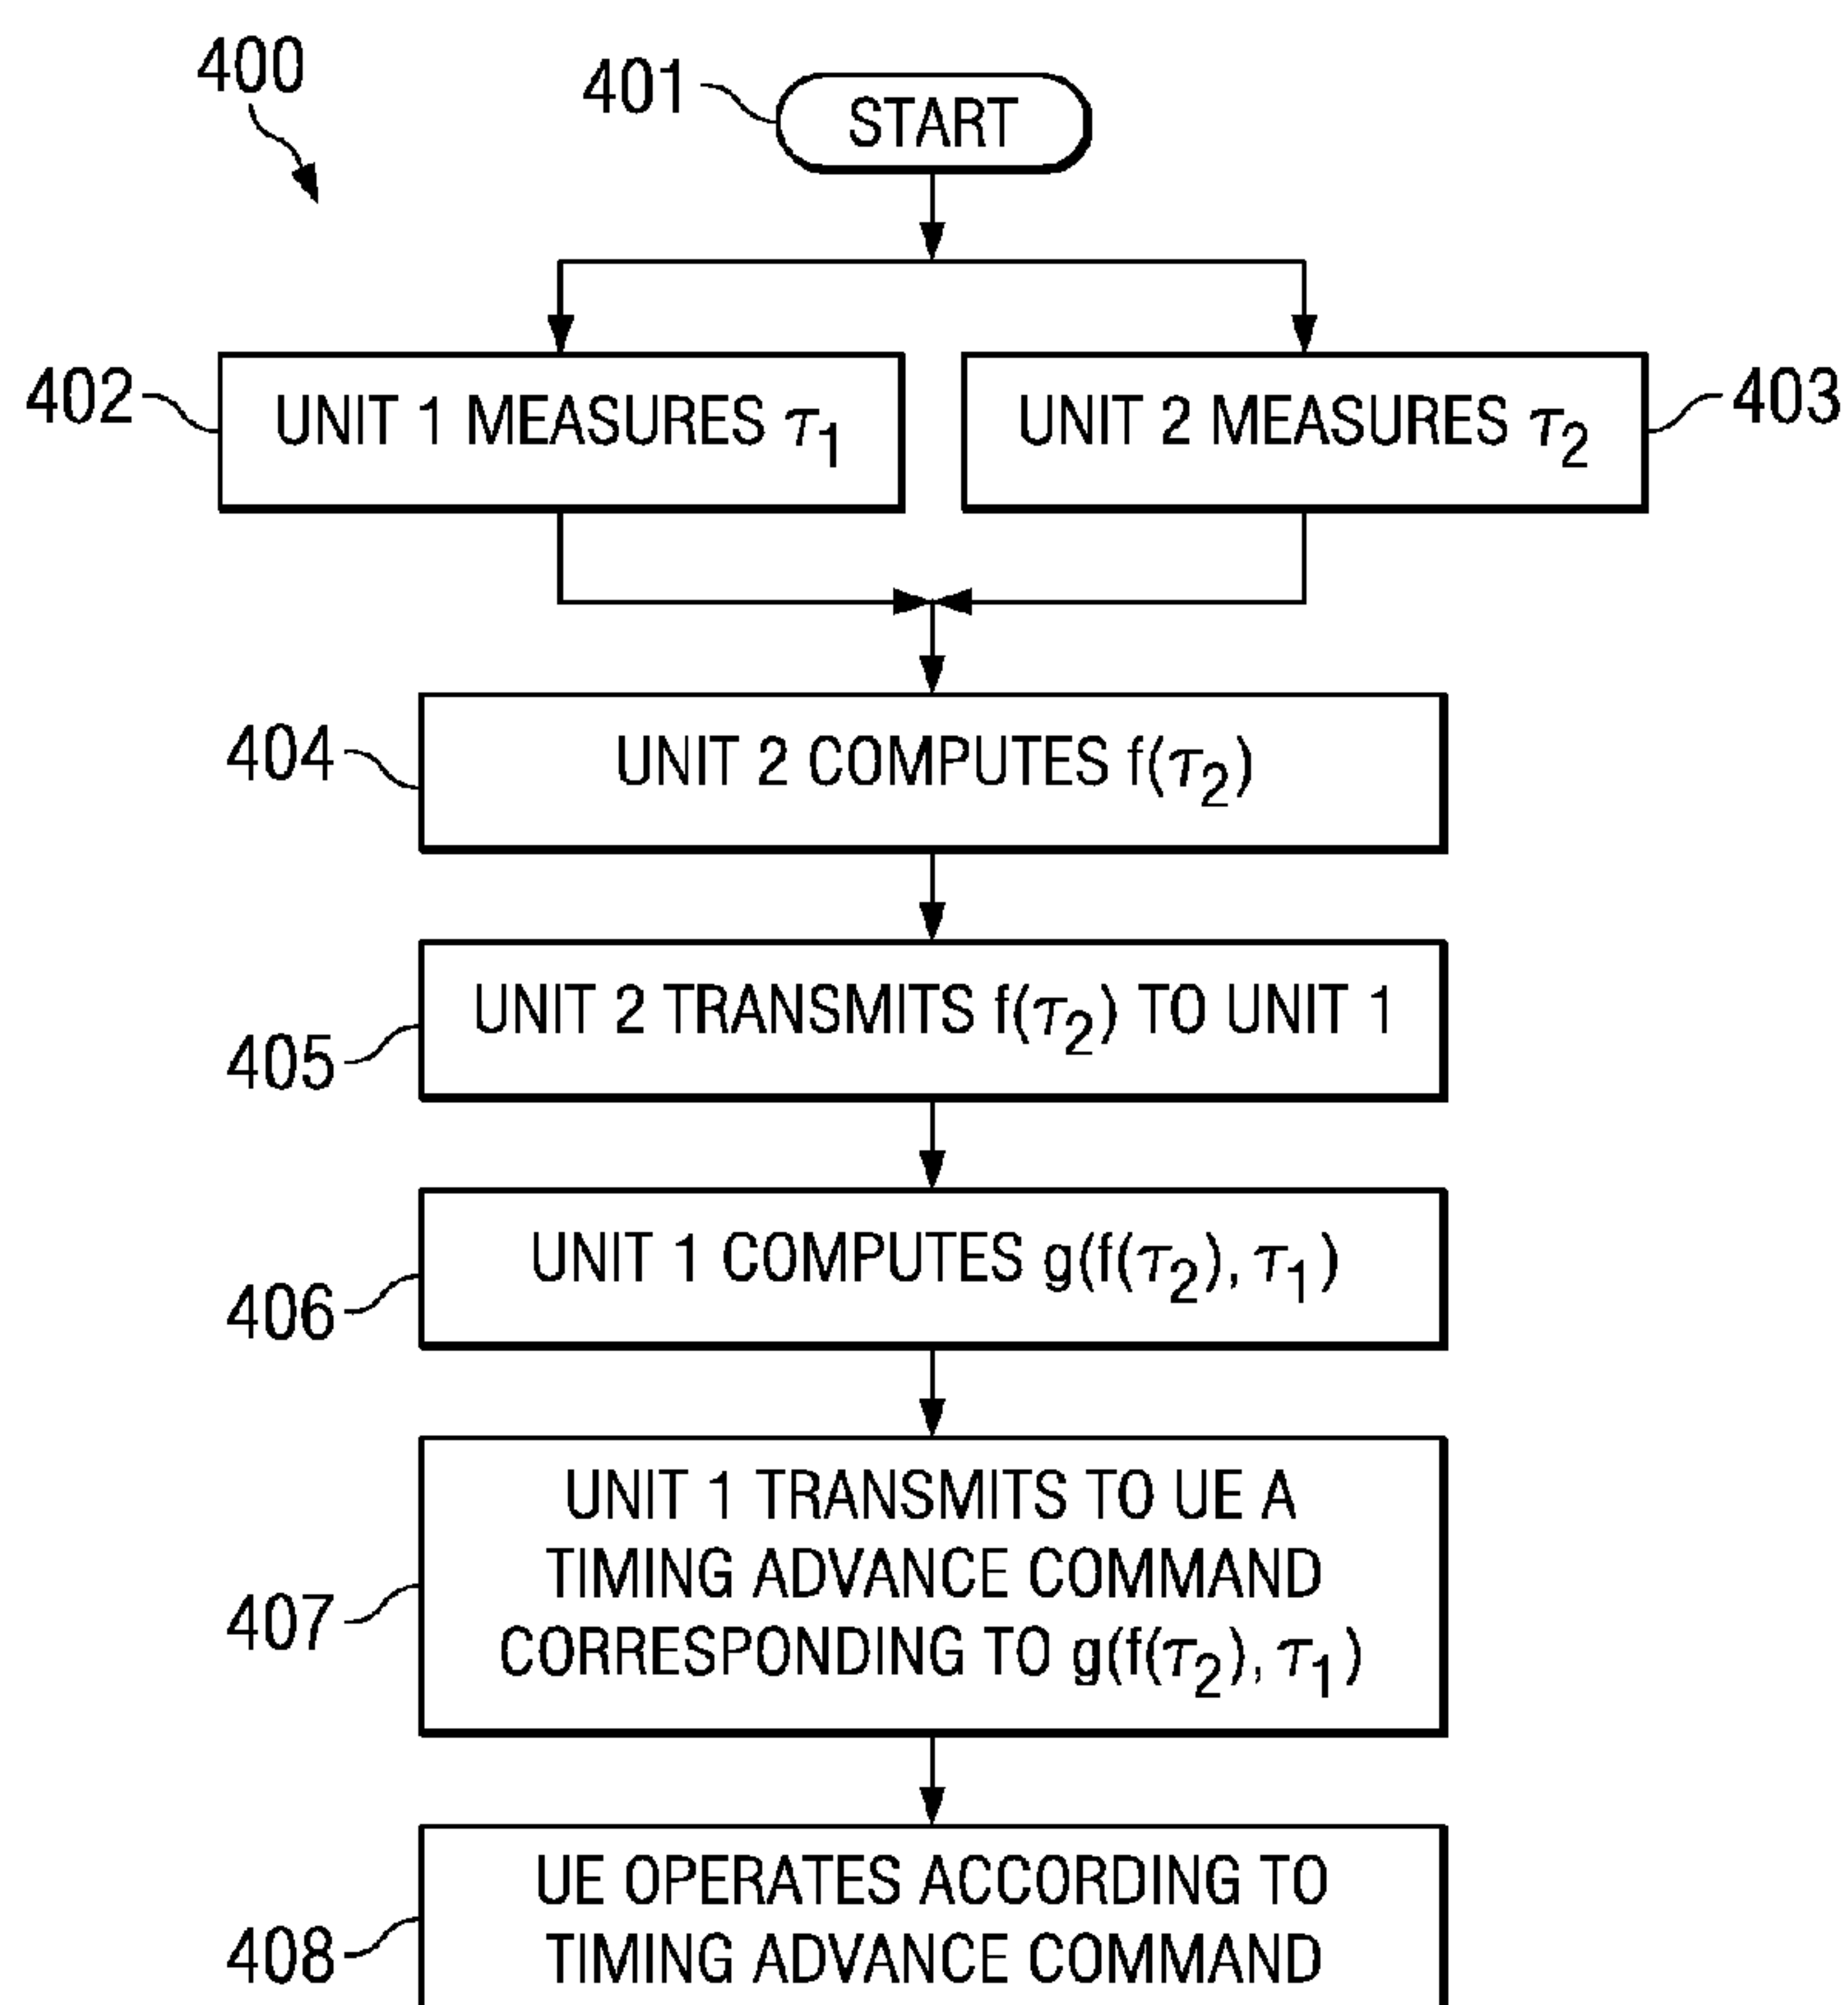 400
401
START
402
UNIT 1 MEASURES τ1
UNIT 2 MEASURES τ2
403
404
UNIT 2 COMPUTES f(τ2)
405
UNIT 2 TRANSMITS f(τ2) TO UNIT 1
406
UNIT 1 COMPUTES g(f(τ2), τ1)
407
UNIT 1 TRANSMITS TO UE A
TIMING ADVANCE COMMAND
CORRESPONDING TO g(f(τ2), τ1)
408
UE OPERATES ACCORDING TO
TIMING ADVANCE COMMAND